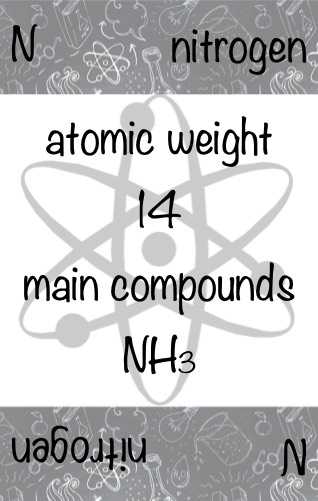 N nitrogen
atomic weight
14
main compounds
NH₃
nitrogen N